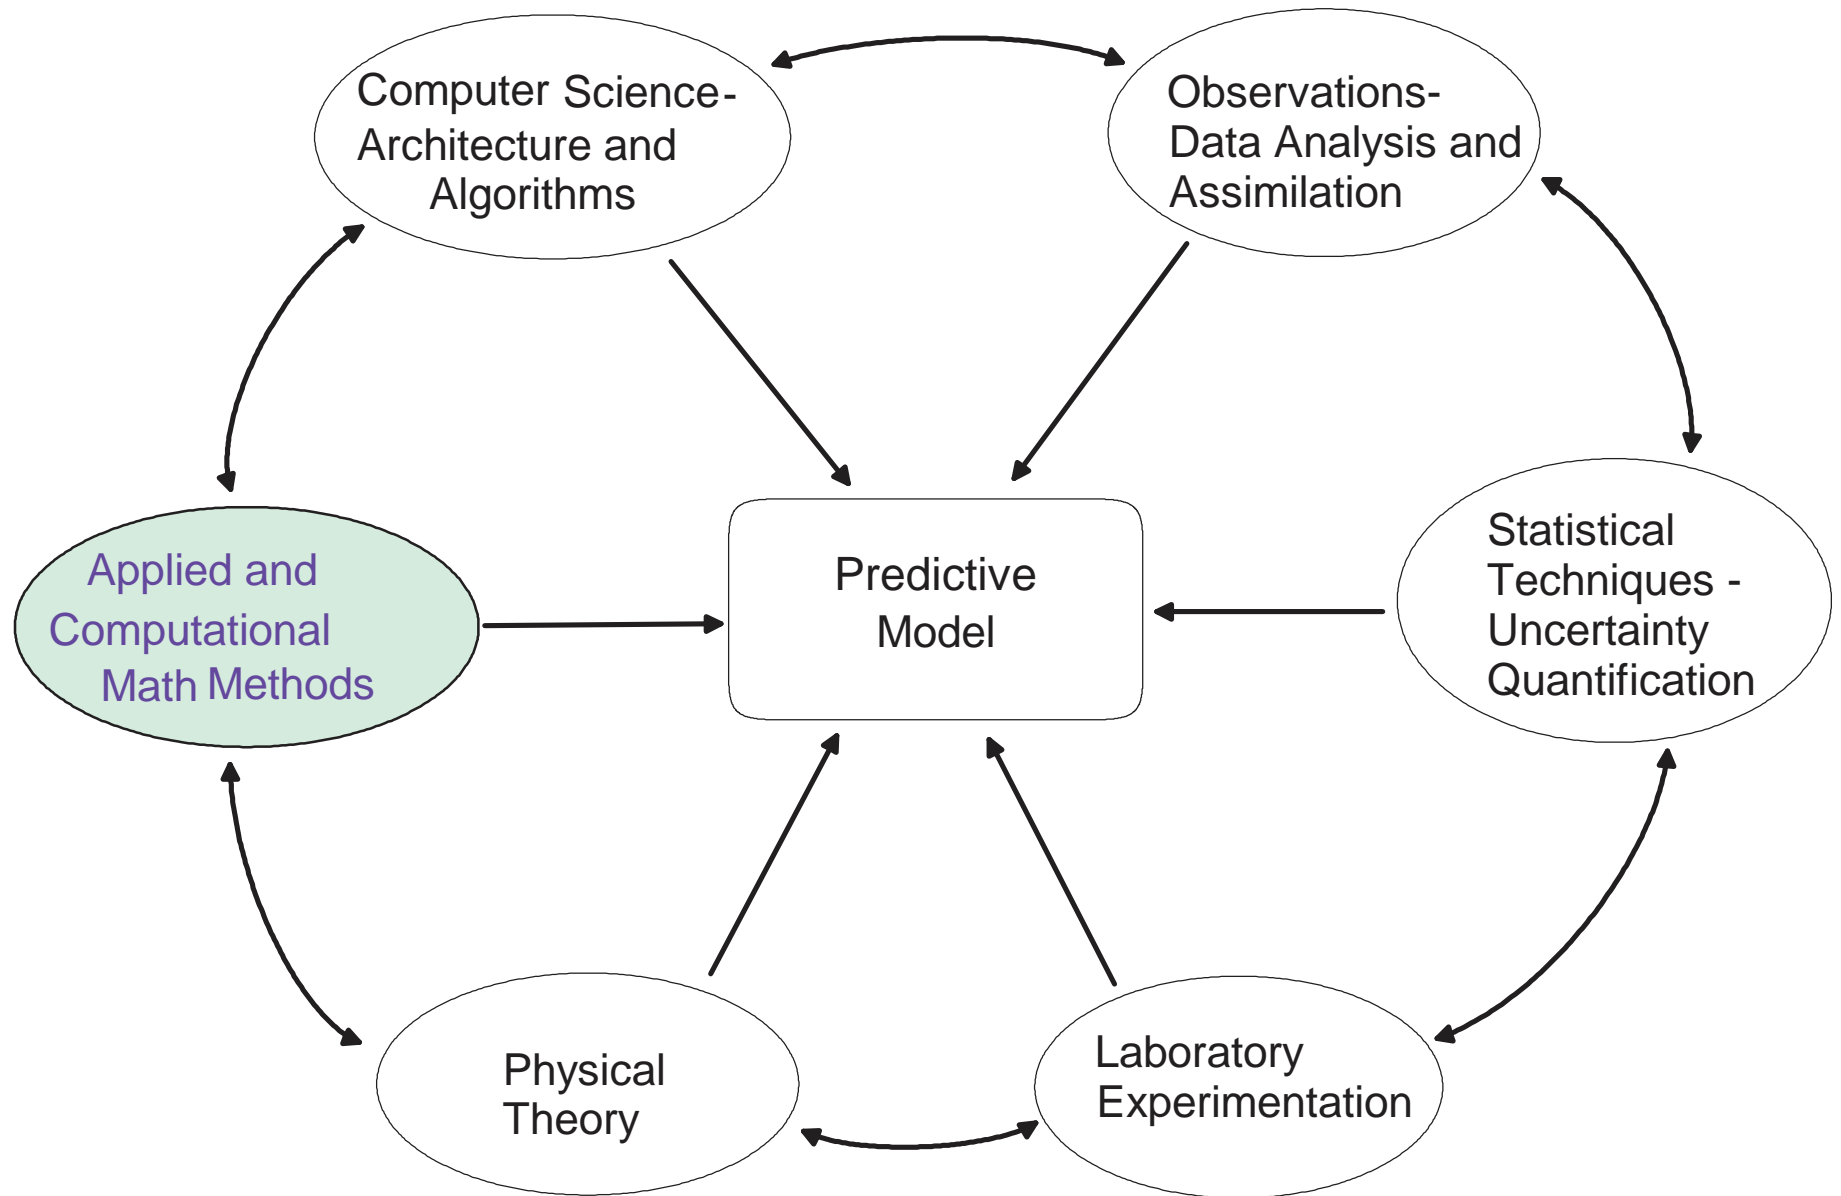 Computer Science-
Architecture and
Algorithms
Observations-
Data Analysis and
Assimilation
Applied and
Computational
Math Methods
Predictive
Model
Statistical
Techniques -
Uncertainty
Quantification
Physical
Theory
Laboratory
Experimentation